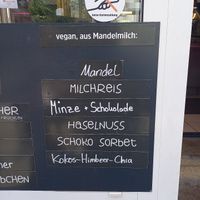 vegan, aus Mandelmilch:
Mandel
MILCHREIS
Minze + Schokolade
HASELNUSS
SCHOKO SORBET
Kokos-Himbeer-Chia